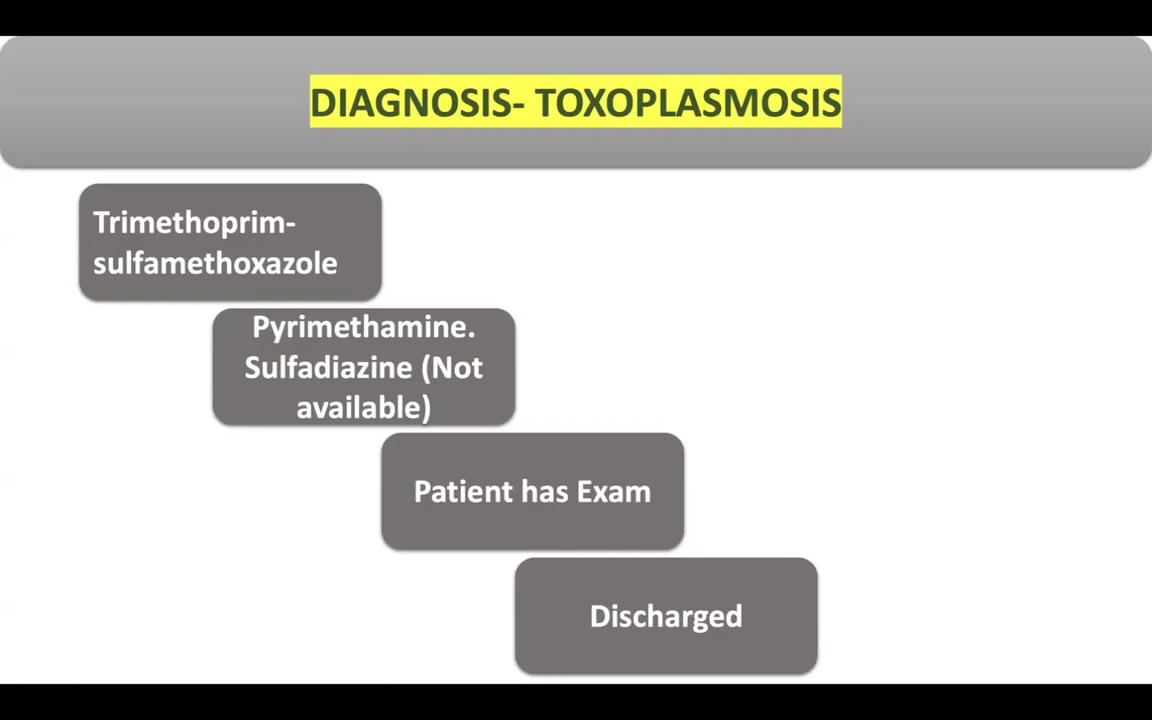 DIAGNOSIS- TOXOPLASMOSIS
Trimethoprim-
sulfamethoxazole
Pyrimethamine.
Sulfadiazine (Not
available)
Patient has Exam
Discharged